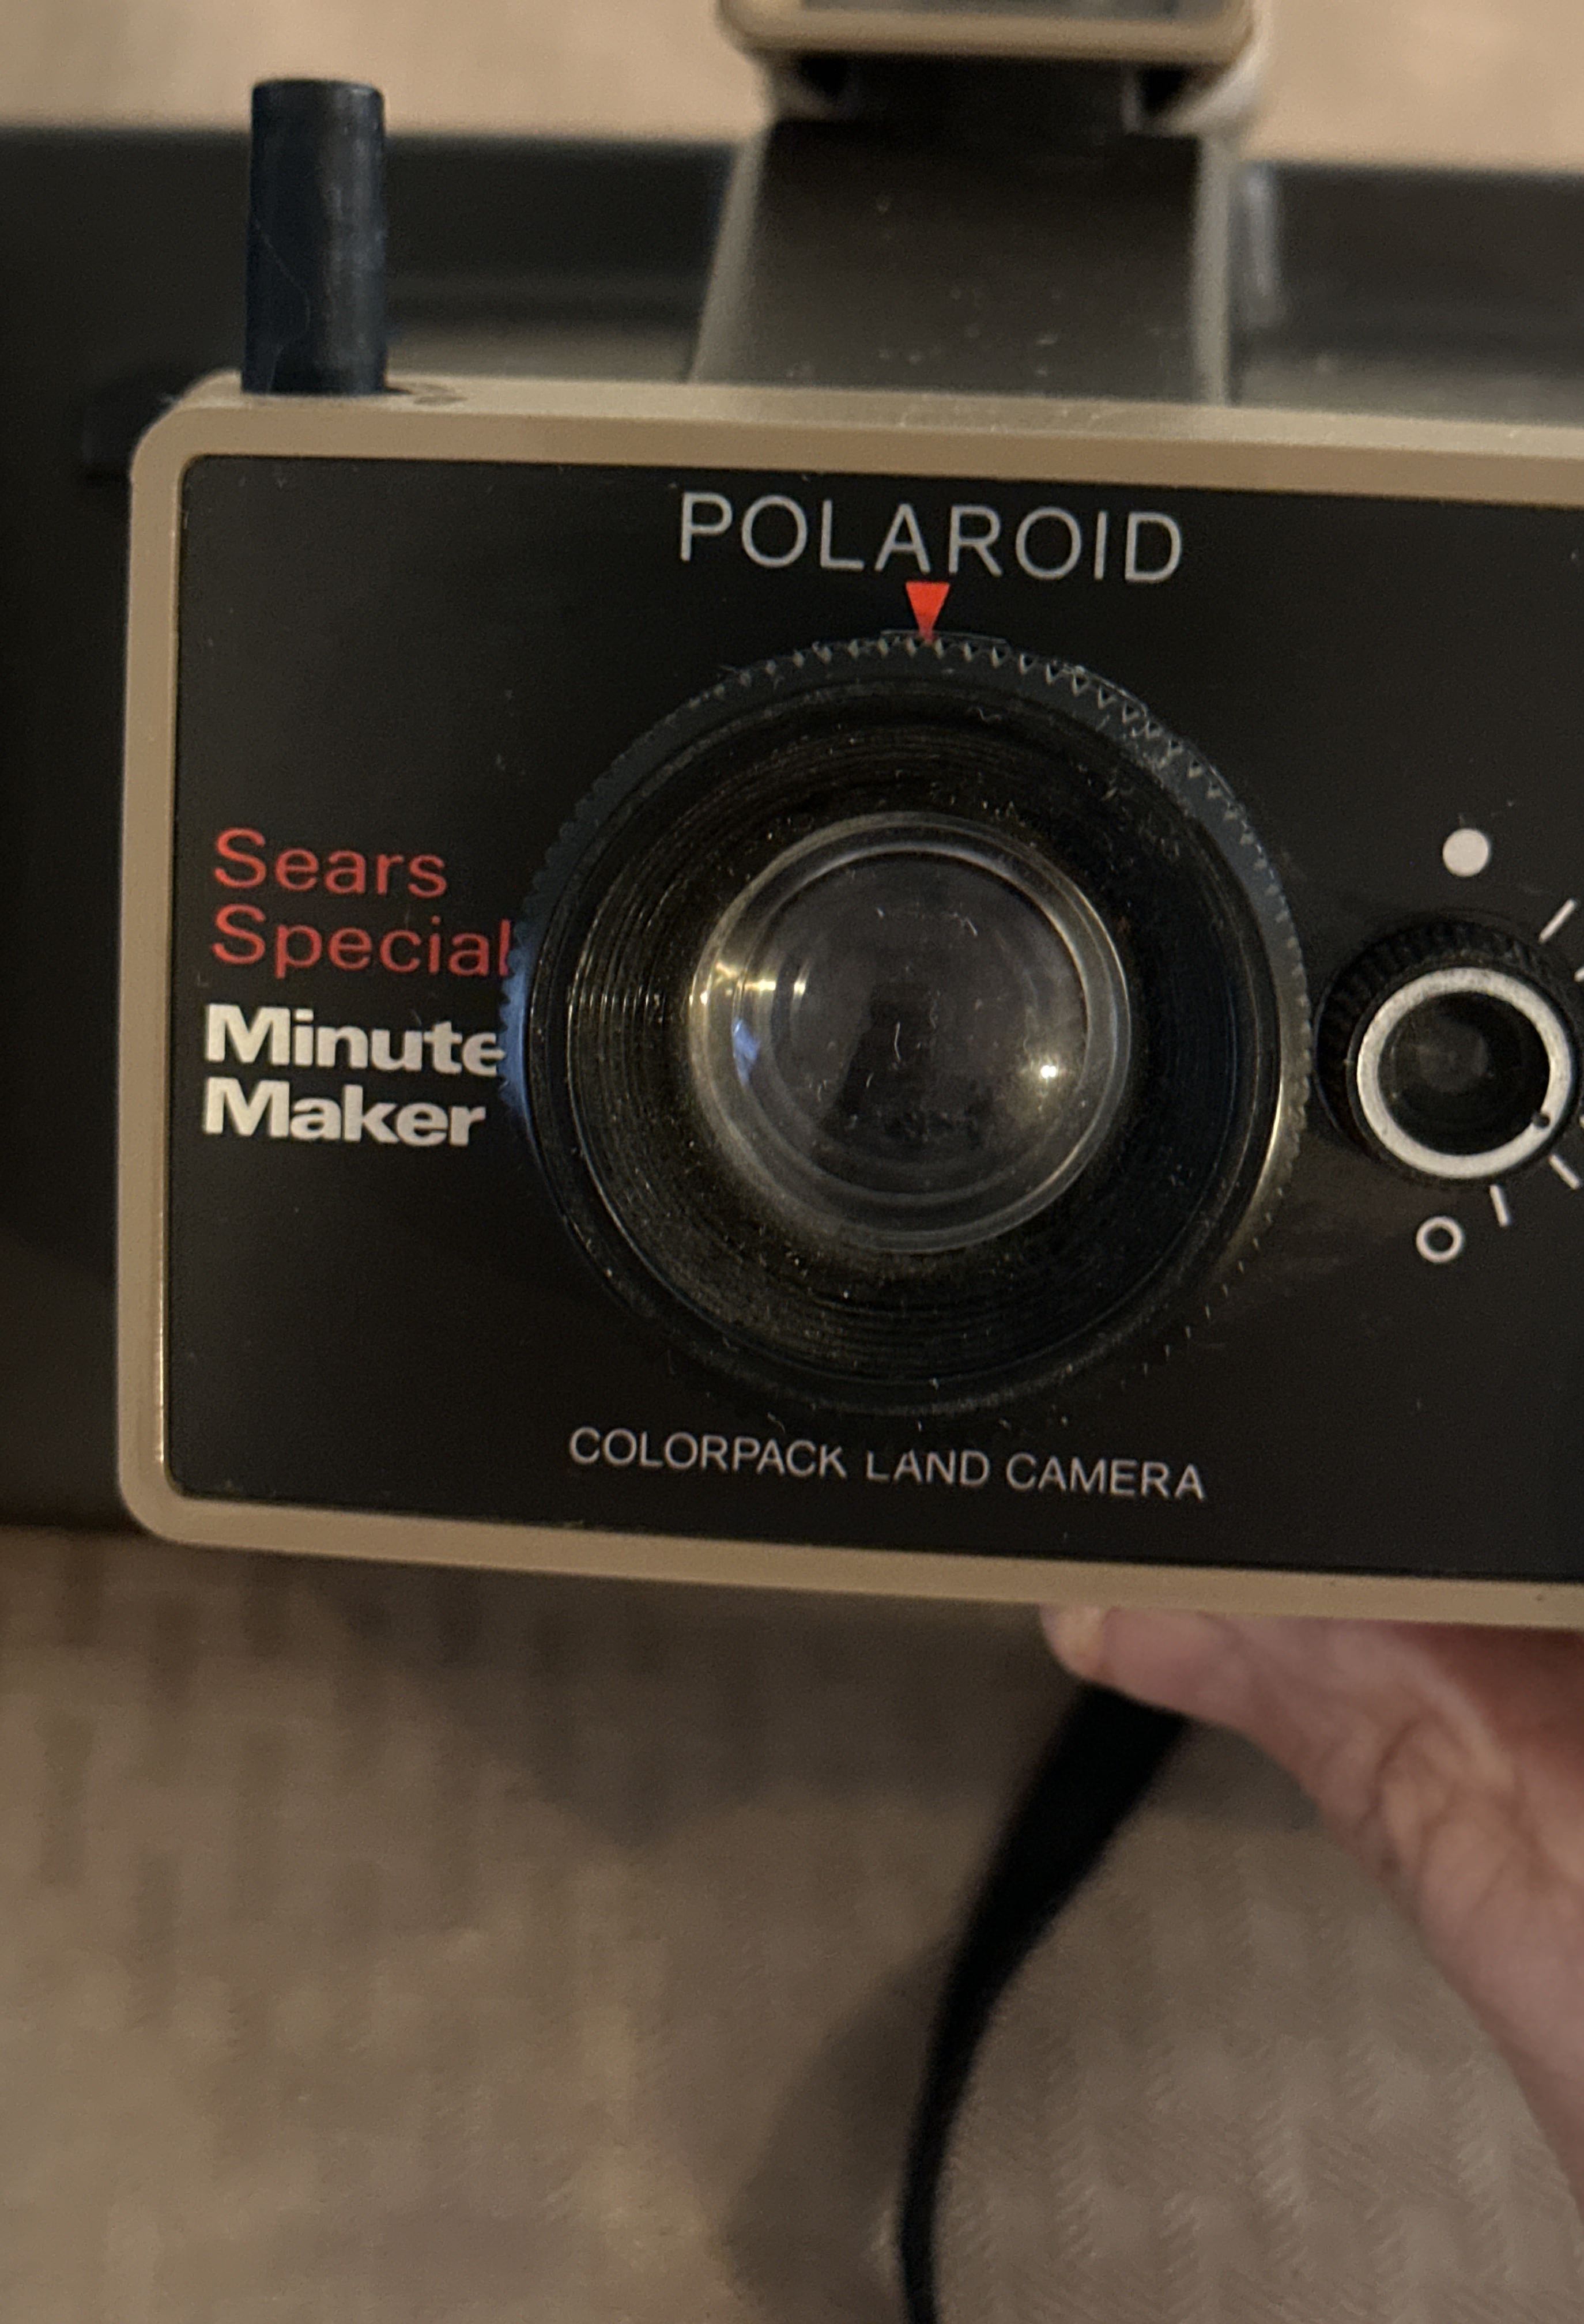 POLAROID
Sears
Special
Minute
Maker
COLORPACK LAND CAMERA